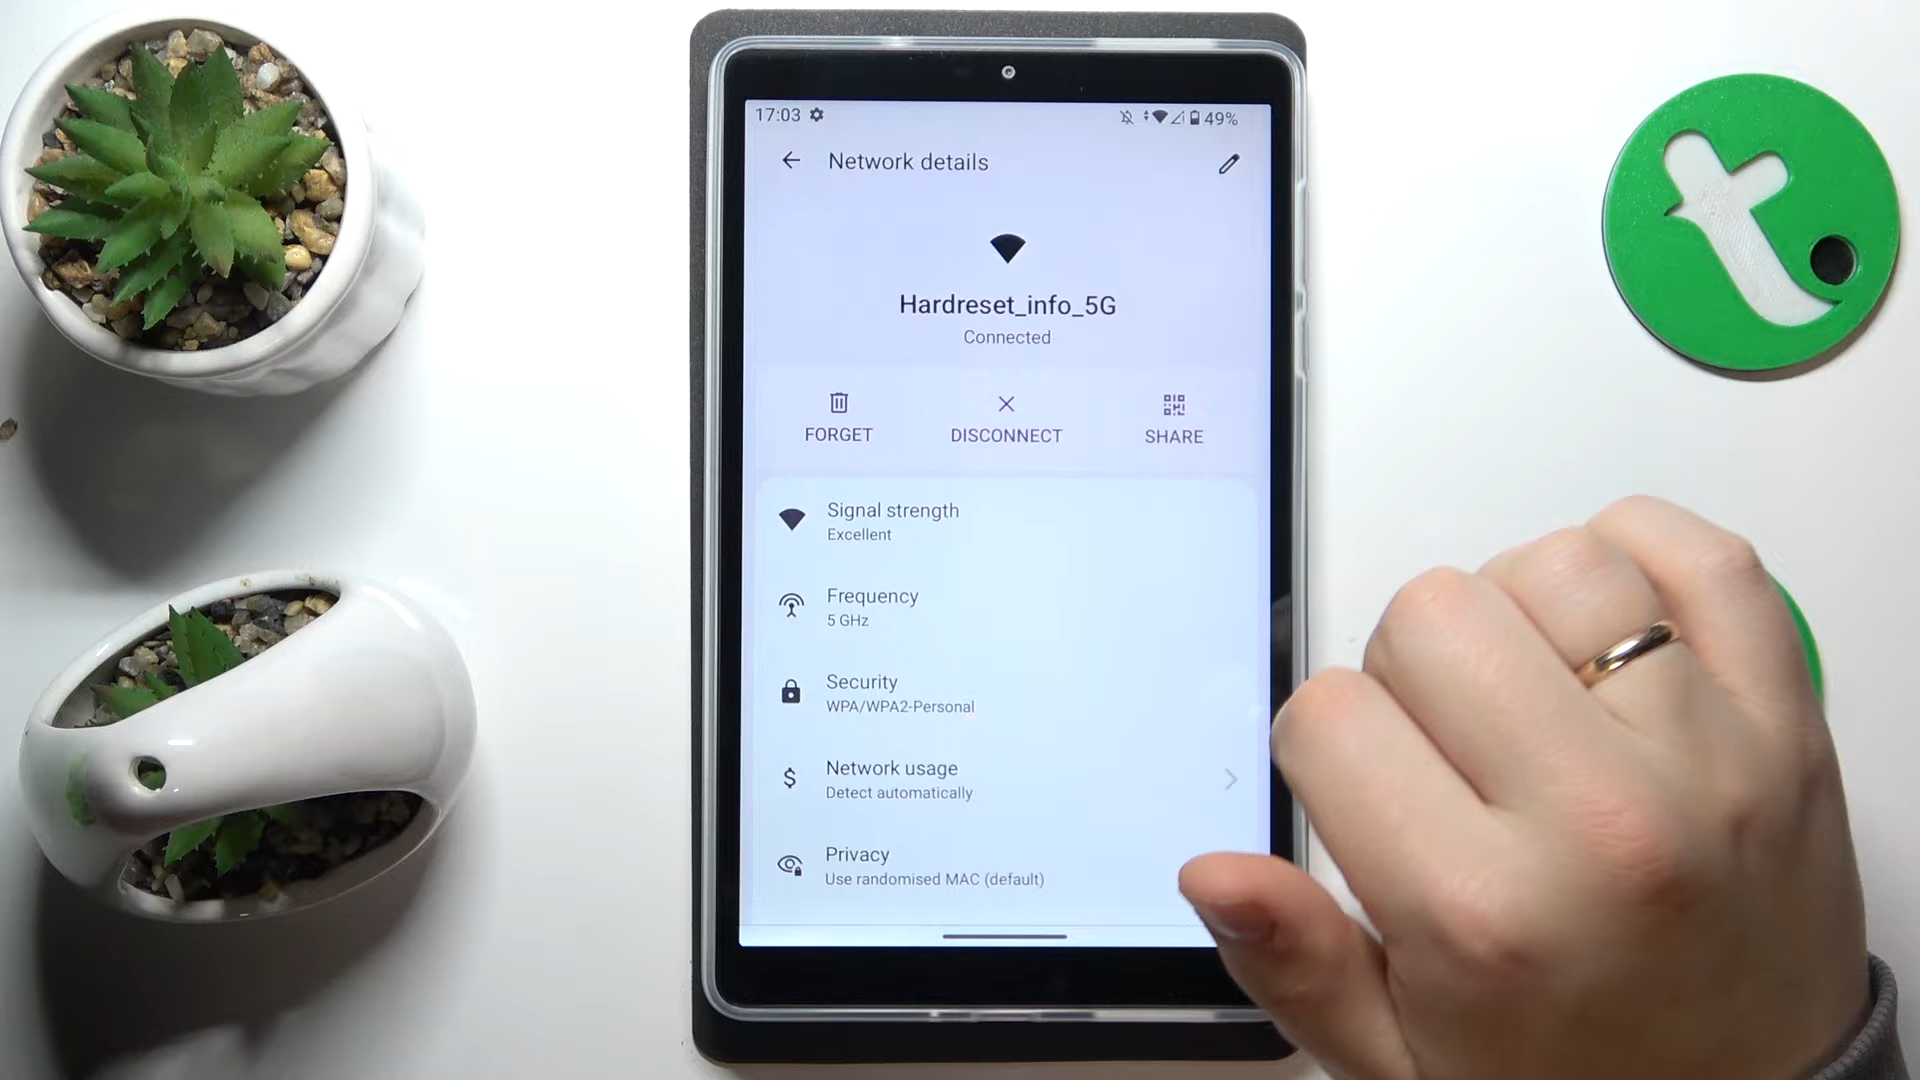 17:03
49%
Network details
Hardreset_info_5G
Connected
FORGET
DISCONNECT
SHARE
Signal strength
Excellent
Frequency
5 GHz
Security
WPA/WPA2-Personal
$
Network usage
Detect automatically
Privacy
Use randomised MAC (default)